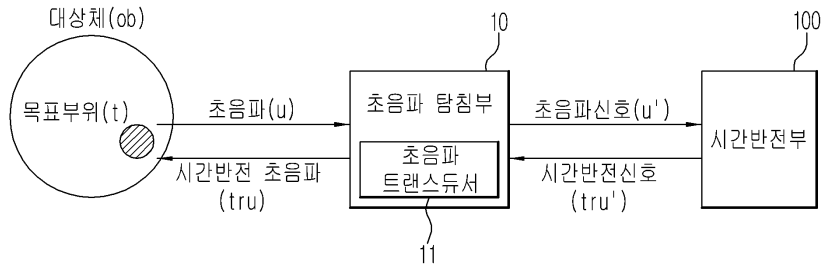 대상체(ob)
10
100
목표부위(t)
초음파(u)
초음파 탐침부
초음파신호(u')
시간반전부
시간반전 초음파
(tru)
초음파
트랜스듀서
시간반전신호
(tru')
11